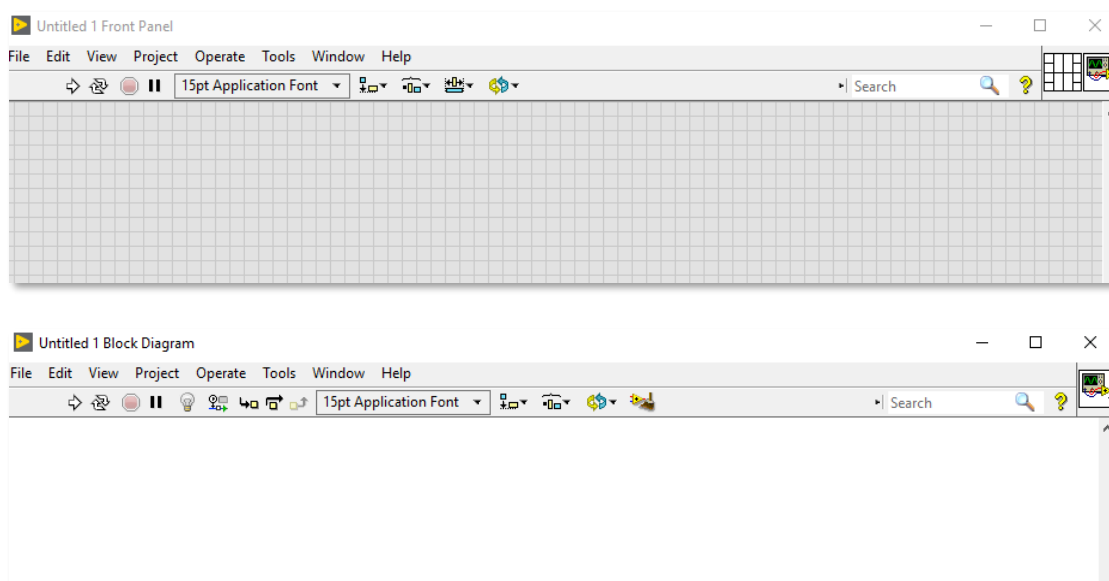 Untitled 1 Front Panel
File Edit View Project Operate Tools Window Help
15pt Application Font Search ?
Untitled 1 Block Diagram
File Edit View Project Operate Tools Window Help
15pt Application Font Search ?